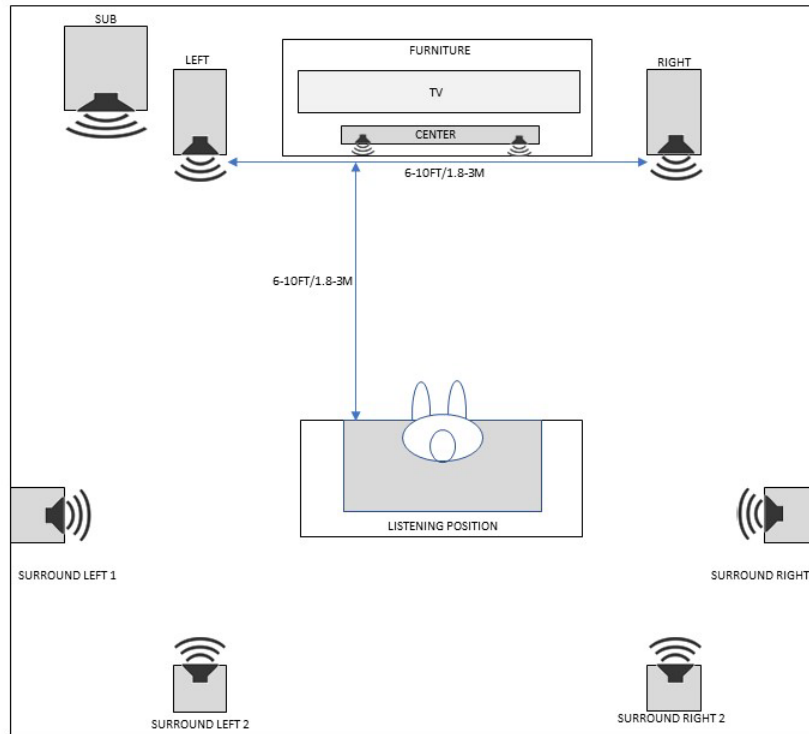 SUB
LEFT
FURNITURE
RIGHT
TV
CENTER
6-10FT/1.8-3M
6-10FT/1.8-3M
LISTENING POSITION
SURROUND LEFT 1
SURROUND RIGHT
SURROUND LEFT 2
SURROUND RIGHT 2